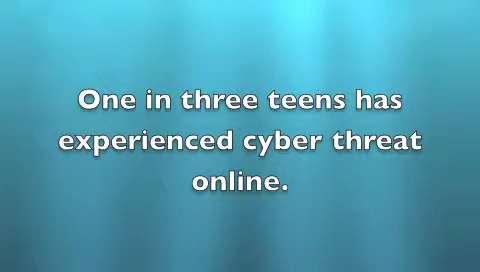 One in three teens has
experienced cyber threat
online.